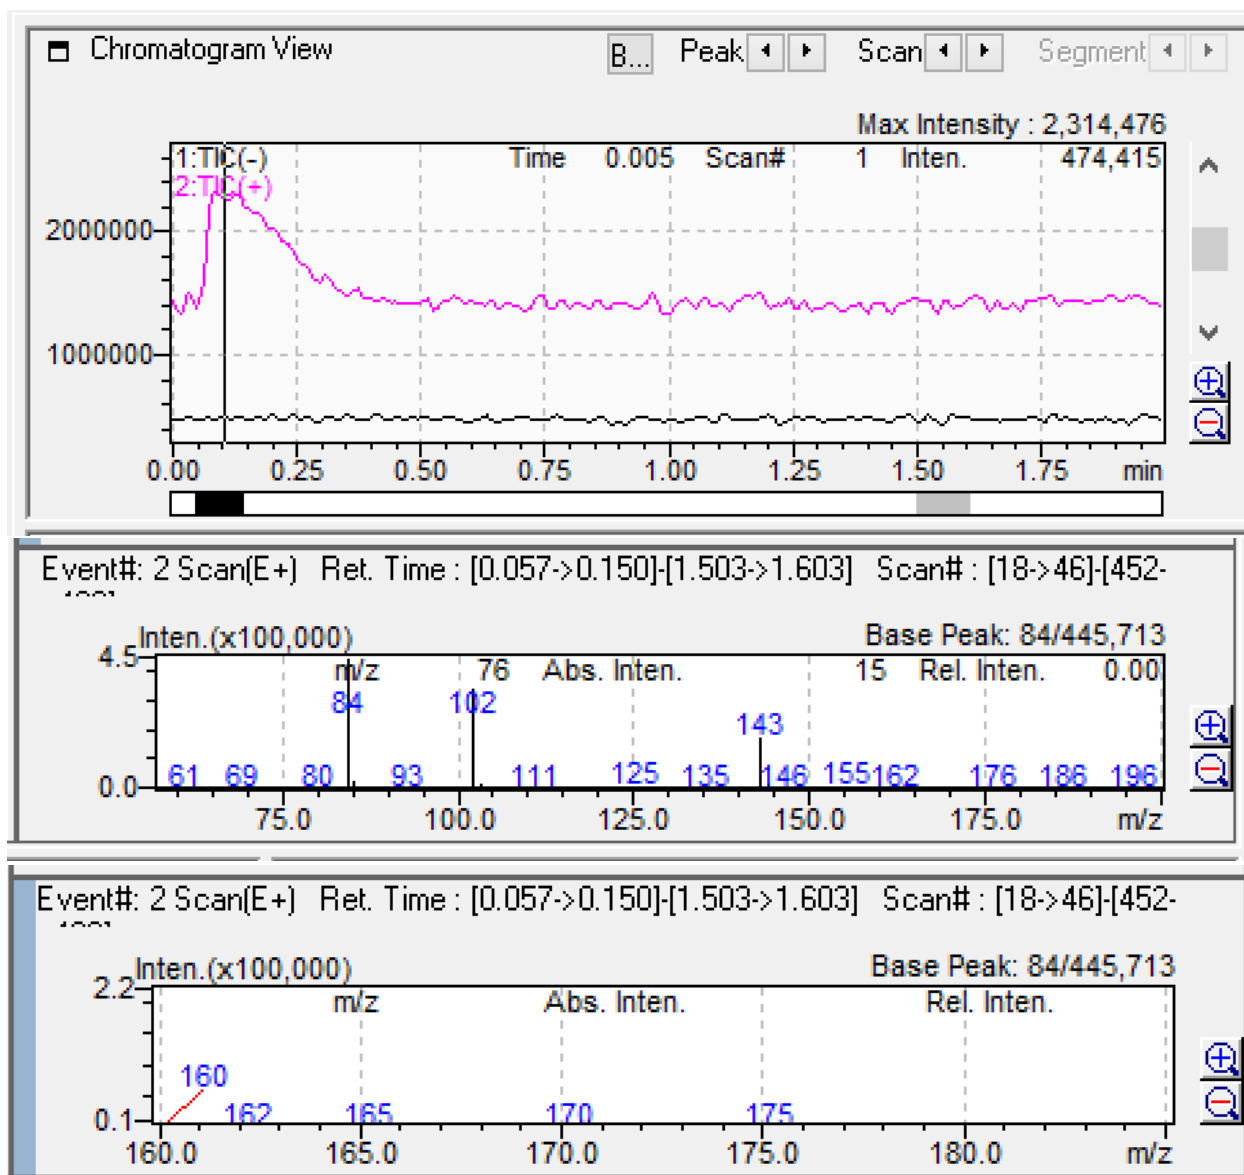 Chromatogram View B... Peak Scan Segment
Max Intensity : 2,314,476
1:TIC(-) Time 0.005 Scan# 1 Inten. 474,415
2:TIC(+)
2000000
1000000
0.00 0.25 0.50 0.75 1.00 1.25 1.50 1.75 min
Event#: 2 Scan(E+) Ret. Time : [0.057->0.150]-[1.503->1.603] Scan# : [18->46]-[452-
Inten.(x100,000) Base Peak: 84/445,713
4.5 m/z 76 Abs. Inten. 15 Rel. Inten. 0.00
84 102
143
61 69 80 93 111 125 135 146 155 162 176 186 196
0.0
75.0 100.0 125.0 150.0 175.0 m/z
Event#: 2 Scan(E+) Ret. Time : [0.057->0.150]-[1.503->1.603] Scan# : [18->46]-[452-
Inten.(x100,000) Base Peak: 84/445,713
2.2 m/z Abs. Inten. Rel. Inten.
160
162 165 170 175
0.1
160.0 165.0 170.0 175.0 180.0 m/z